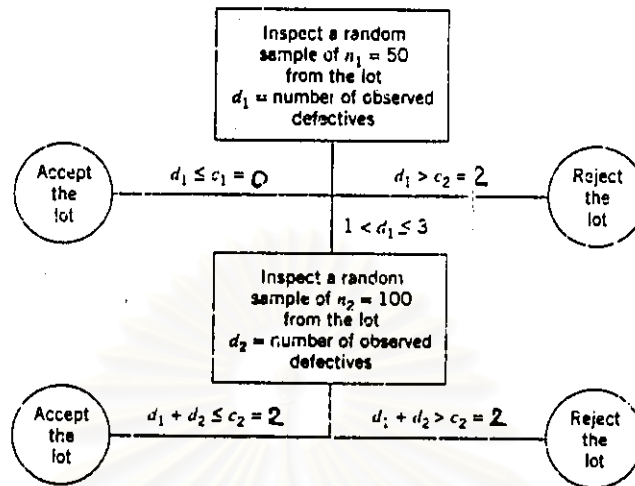 Inspect a random
sample of n₁ = 50
from the lot
d₁ = number of observed
defectives
Accept
the
lot
d₁ ≤ c₁ = 0
d₁ > c₂ = 2
Reject
the
lot
1 < d₁ ≤ 3
Inspect a random
sample of n₂ = 100
from the lot
d₂ = number of observed
defectives
Accept
the
lot
d₁ + d₂ ≤ c₂ = 2
d₁ + d₂ > c₂ = 2
Reject
the
lot